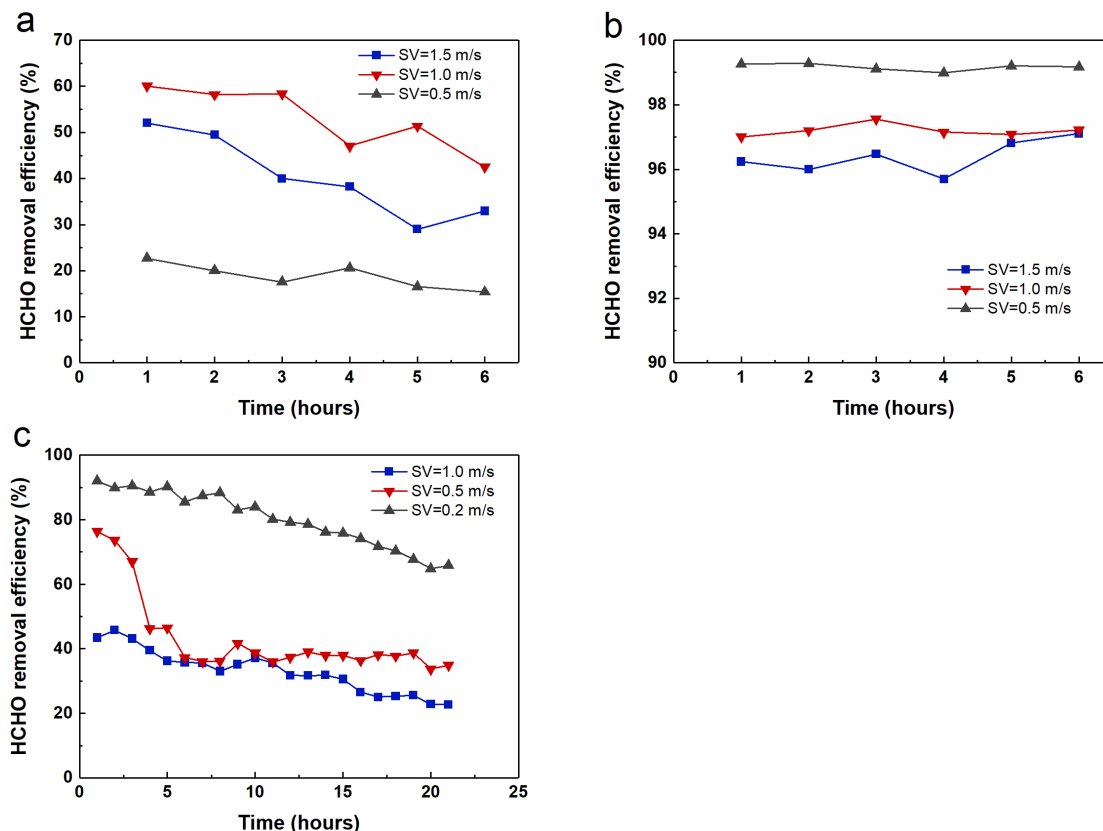 a
HCHO removal efficiency (%)
70
60
50
40
30
20
10
0
SV=1.5 m/s
SV=1.0 m/s
SV=0.5 m/s
0 1 2 3 4 5 6
Time (hours)
b
HCHO removal efficiency (%)
100
98
96
94
92
90
SV=1.5 m/s
SV=1.0 m/s
SV=0.5 m/s
0 1 2 3 4 5 6
Time (hours)
c
HCHO removal efficiency (%)
100
80
60
40
20
0
SV=1.0 m/s
SV=0.5 m/s
SV=0.2 m/s
0 5 10 15 20 25
Time (hours)